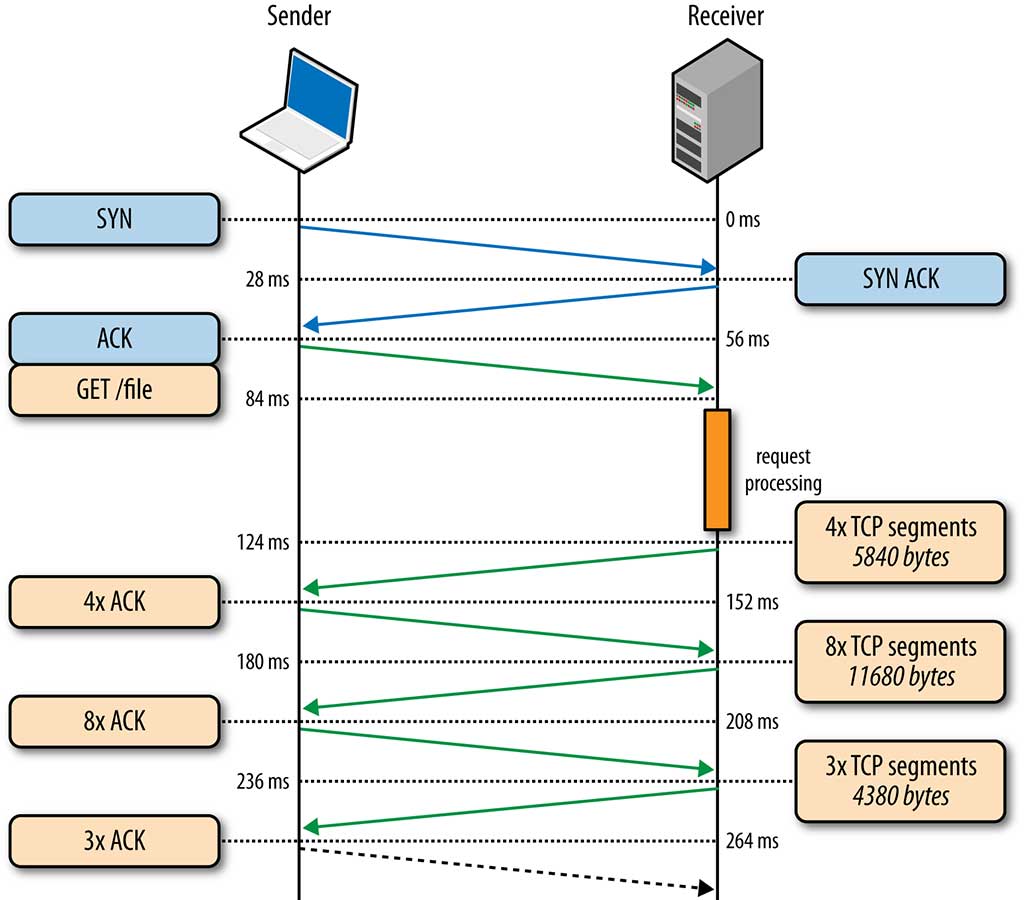 Sender
Receiver
SYN
0 ms
28 ms
SYN ACK
ACK
56 ms
GET /file
84 ms
request
processing
4x TCP segments
124 ms
5840 bytes
4x ACK
152 ms
8x TCP segments
180 ms
11680 bytes
8x ACK
208 ms
3x TCP segments
236 ms
4380 bytes
3x ACK
264 ms